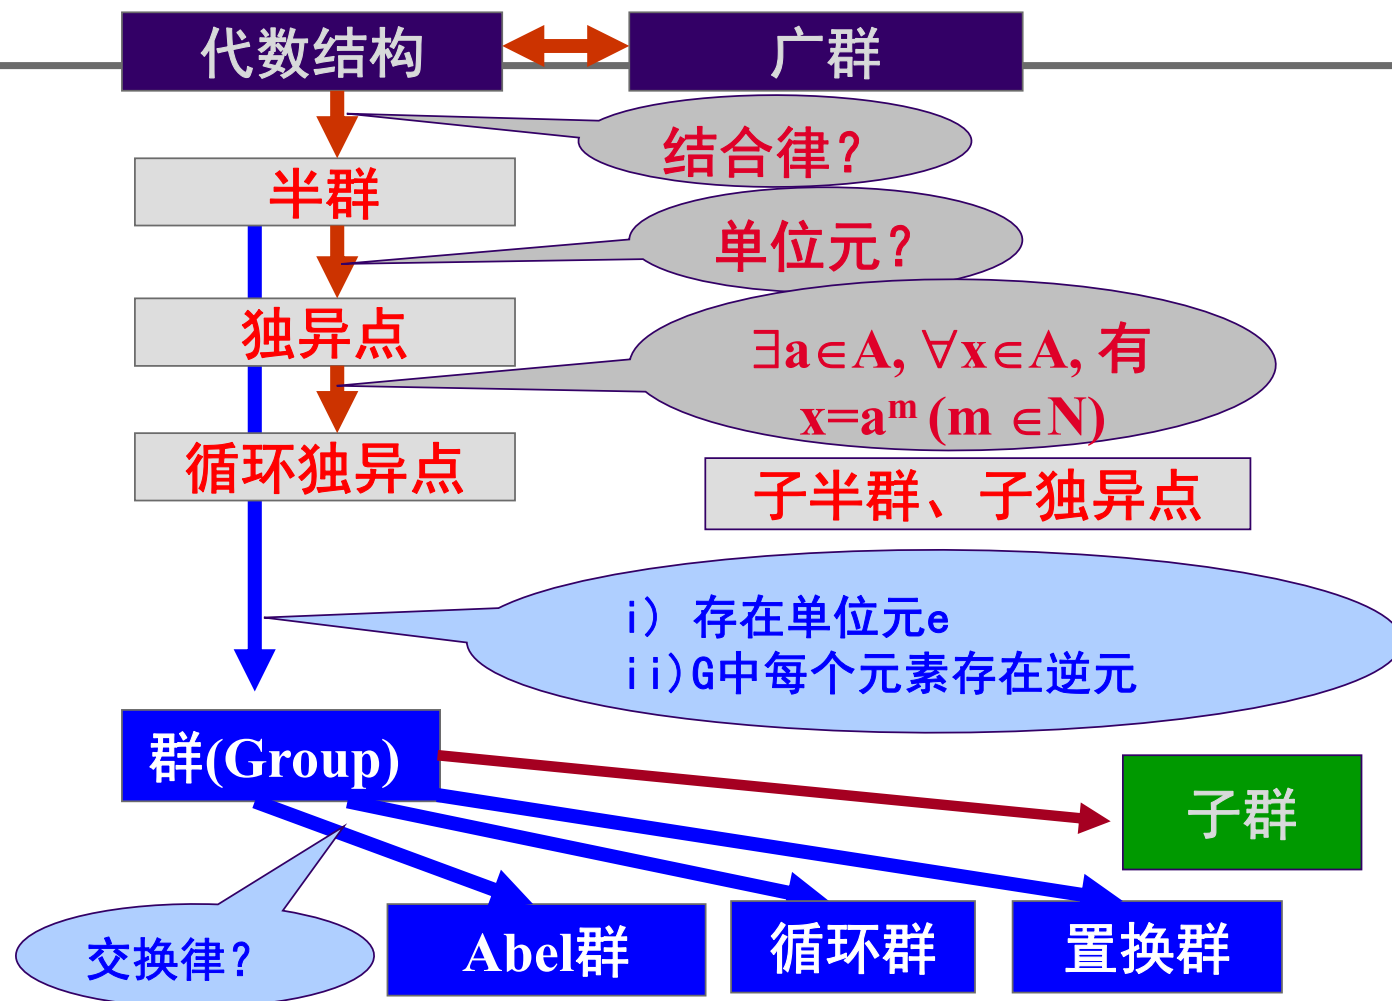 代数结构
广群
结合律?
半群
单位元?
独异点
∃a∈A, ∀x∈A, 有
x=aᵐ (m ∈N)
循环独异点
子半群、子独异点
i) 存在单位元e
ii)G中每个元素存在逆元
群(Group)
子群
交换律?
Abel群
循环群
置换群